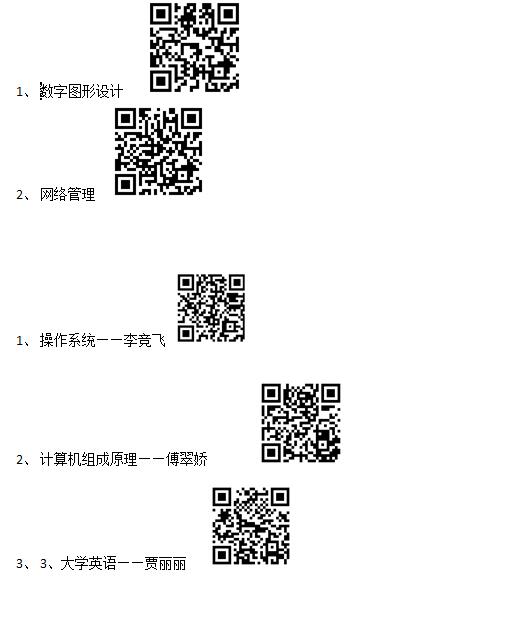 1、数字图形设计
2、网络管理
1、操作系统——李竞飞
2、计算机组成原理——傅翠娇
3、3、大学英语——贾丽丽